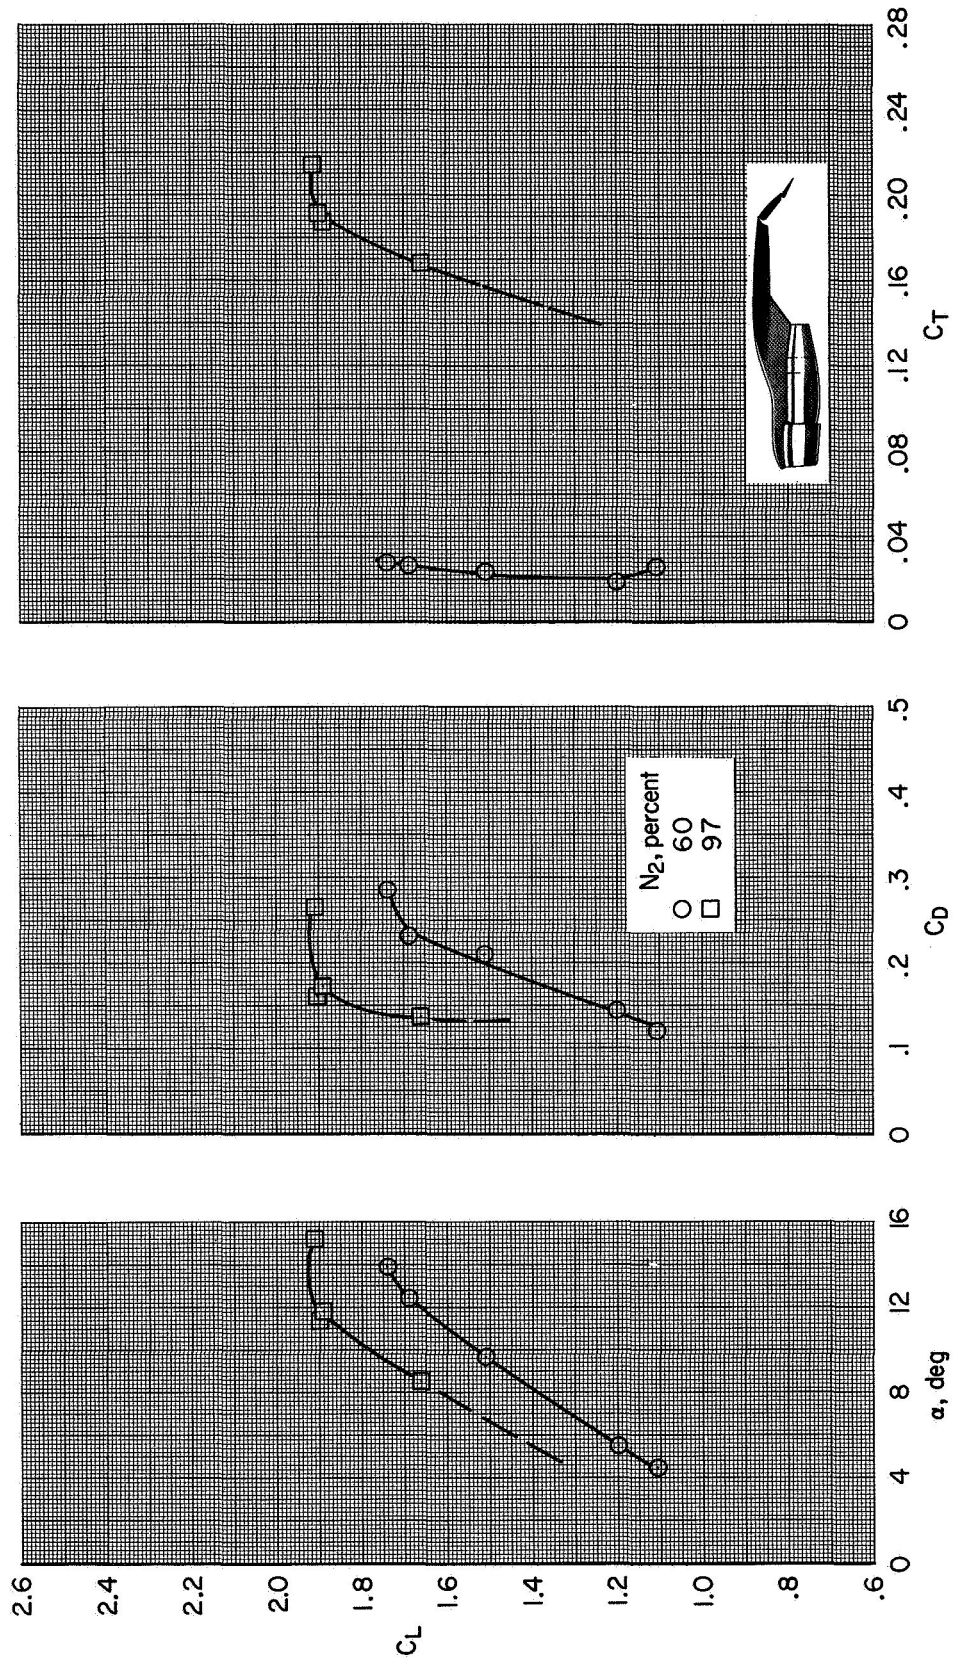 2.6
2.4
2.2
2.0
1.8
1.6
1.4
1.2
1.0
.8
.6
C_L
0 4 8 12 16
α, deg
0 .1 .2 .3 .4 .5
C_D
N₂, percent
○ 60
□ 97
0 .04 .08 .12 .16 .20 .24 .28
C_T